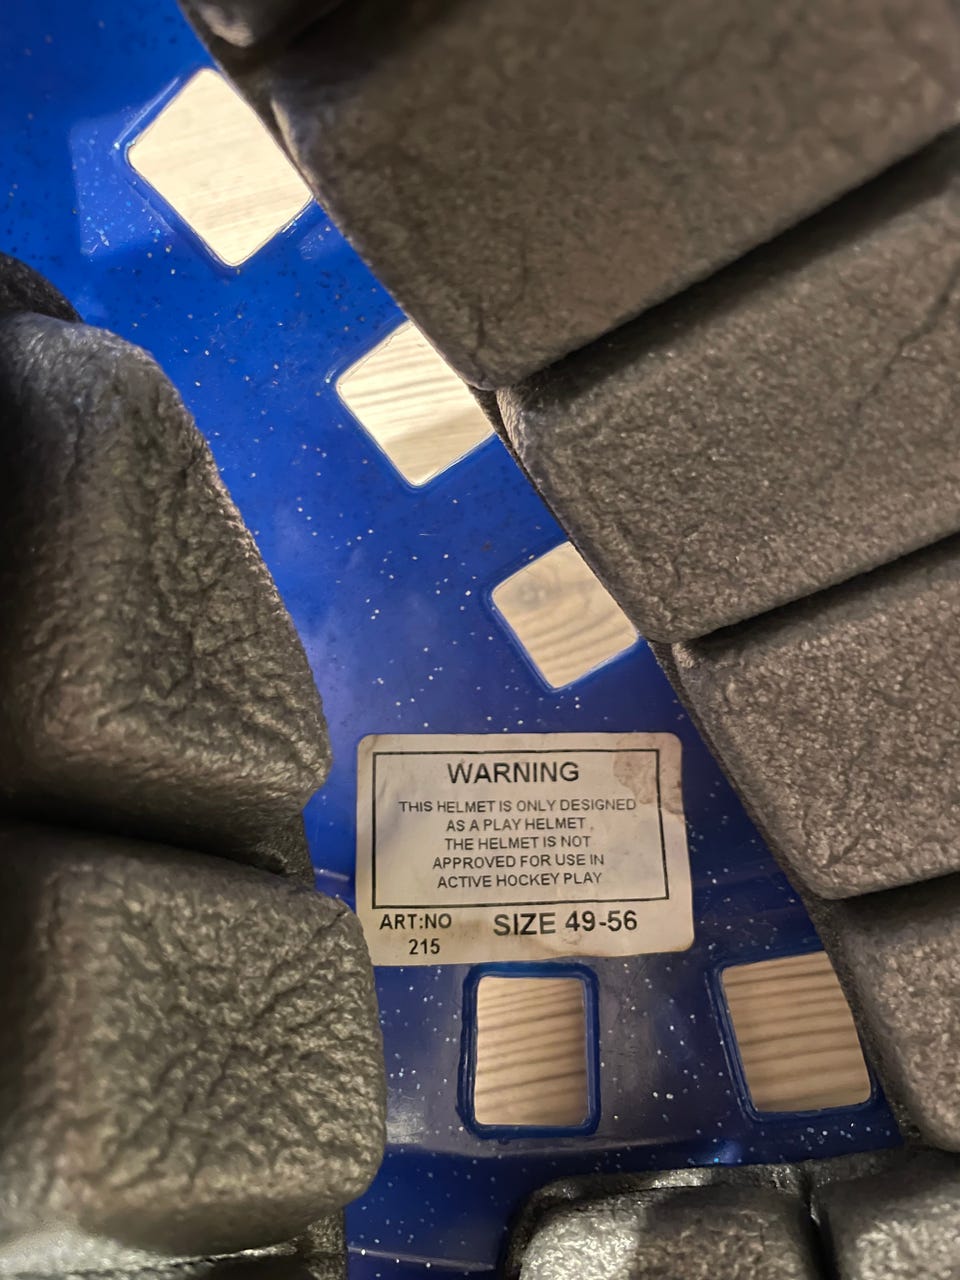 WARNING
THIS HELMET IS ONLY DESIGNED
AS A PLAY HELMET.
THE HELMET IS NOT
APPROVED FOR USE IN
ACTIVE HOCKEY PLAY
ART:NO SIZE 49-56
215